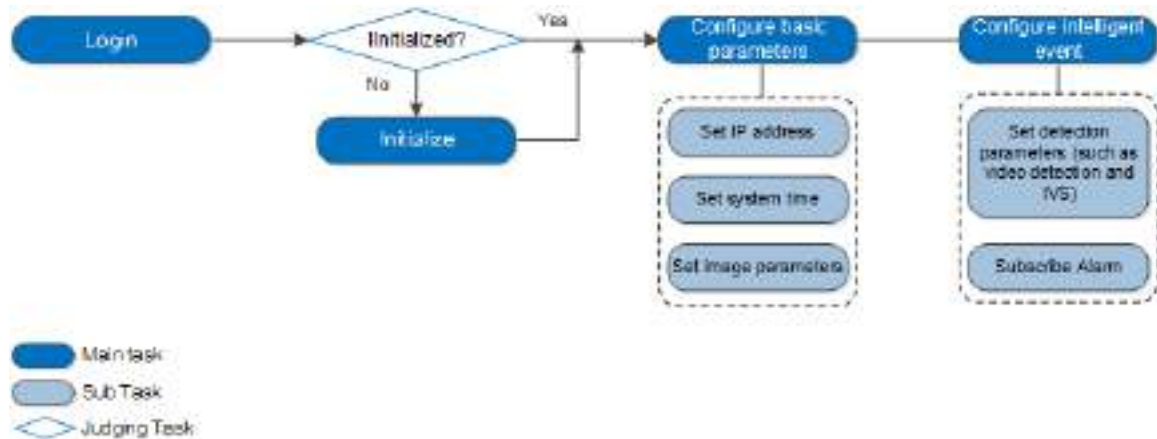 Login
IInitialized?
Yes
No
Initialize
Configure basic
parameters
Configure intelligent
event
Set IP address
Set system time
Set image parameters
Set detection
parameters (such as
video detection and
IVS)
Subscribe Alarm
Main task
Sub Task
Judging Task